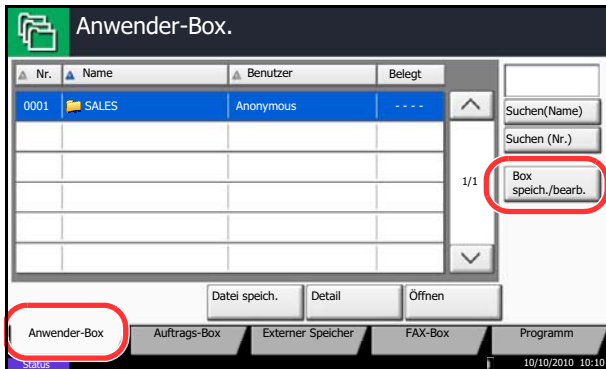 Anwender-Box.
Nr. Name Benutzer Belegt
0001 SALES Anonymous - - - -
Suchen(Name)
Suchen (Nr.)
1/1
Box
speich./bearb.
Datei speich. Detail Öffnen
Anwender-Box Auftrags-Box Externer Speicher FAX-Box Programm
Status 10/10/2010 10:10